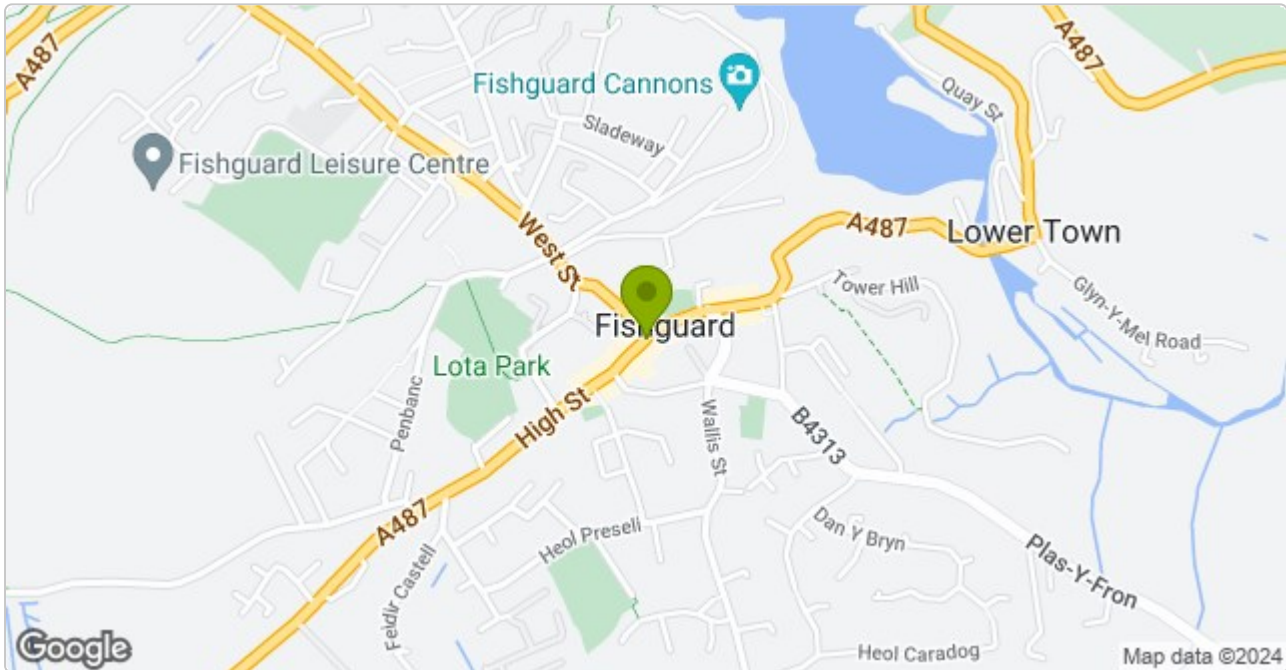 A487
A487
Fishguard Cannons
Quay St
Sladeway
Fishguard Leisure Centre
West St
A487
Lower Town
Tower Hill
Glyn-Y-Mel Road
Fishguard
Lota Park
Penbanc
High St
Wallis St
B4313
A487
Heol Preseli
Dan Y Bryn
Plas-Y-Fron
Feidir Castell
Heol Caradog
Google
Map data ©2024